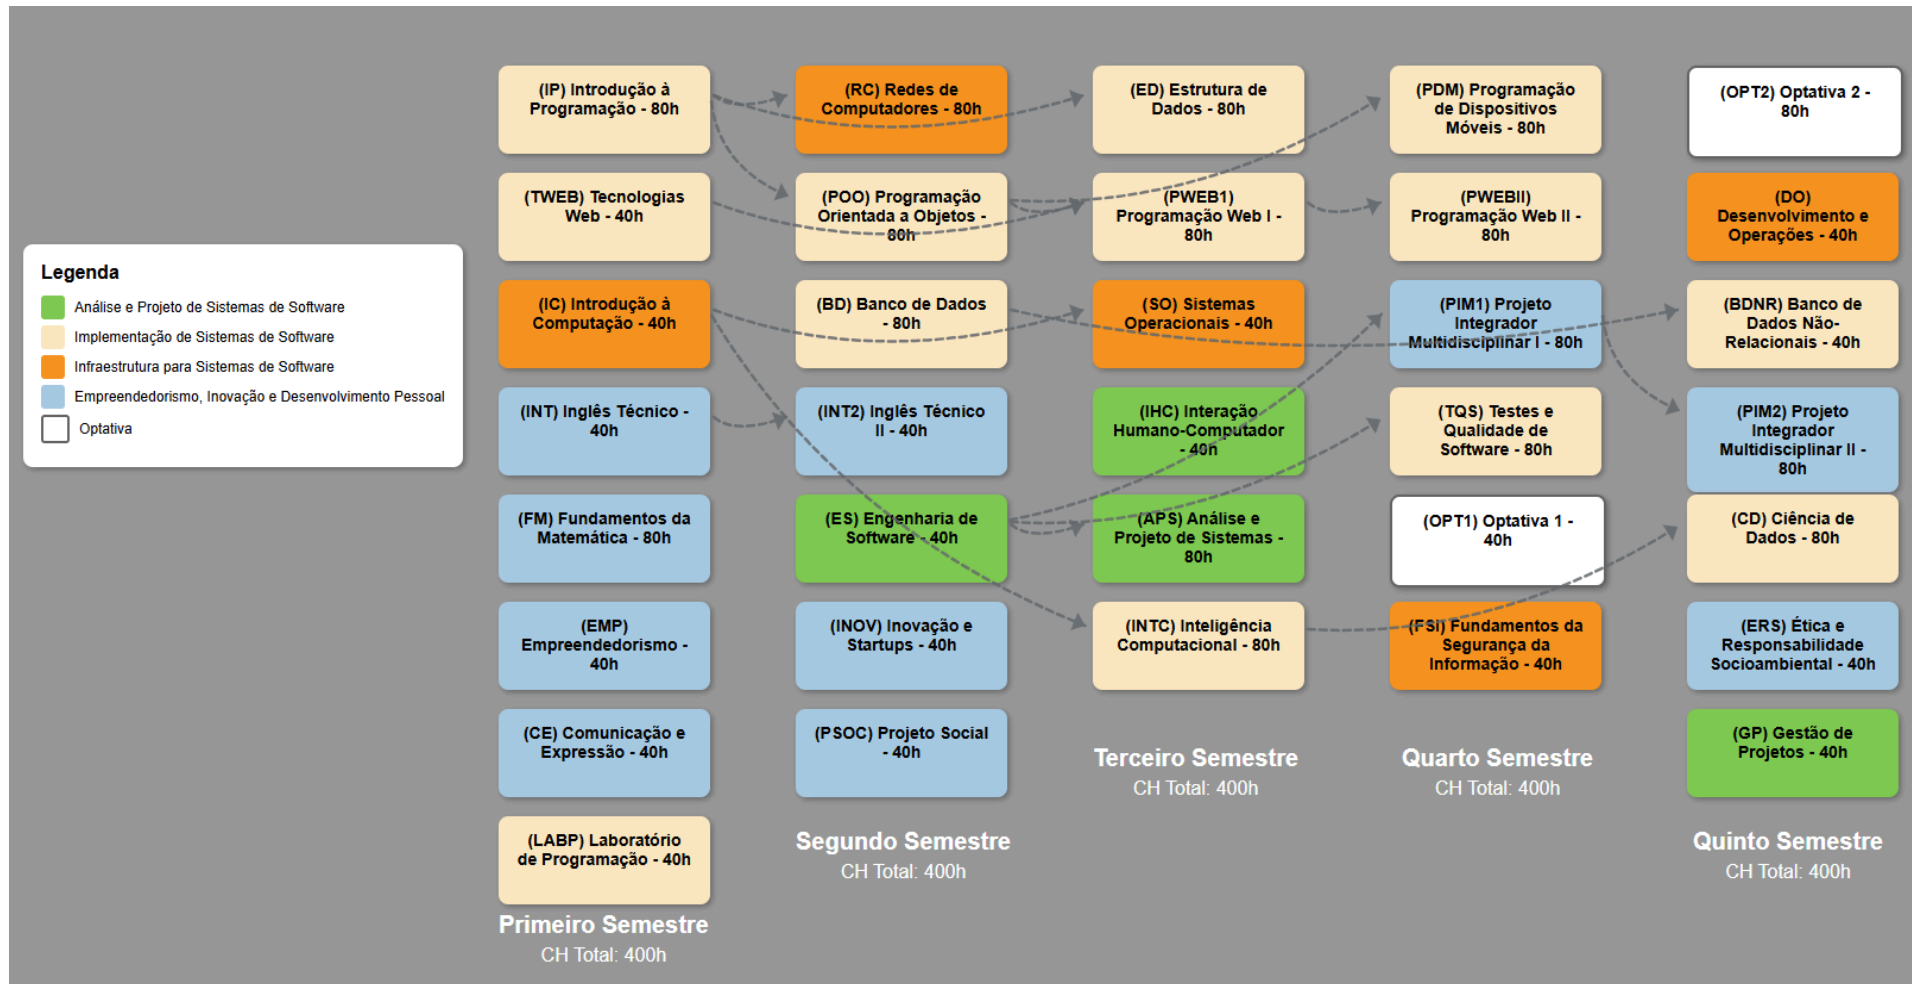 Legenda
Análise e Projeto de Sistemas de Software
Implementação de Sistemas de Software
Infraestrutura para Sistemas de Software
Empreendedorismo, Inovação e Desenvolvimento Pessoal
Optativa
(IP) Introdução à
Programação - 80h
(TWEB) Tecnologias
Web - 40h
(IC) Introdução à
Computação - 40h
(INT) Inglês Técnico -
40h
(FM) Fundamentos da
Matemática - 80h
(EMP)
Empreendedorismo -
40h
(CE) Comunicação e
Expressão - 40h
(LABP) Laboratório
de Programação - 40h
Primeiro Semestre
CH Total: 400h
(RC) Redes de
Computadores - 80h
(POO) Programação
Orientada a Objetos -
80h
(BD) Banco de Dados
- 80h
(INT2) Inglês Técnico
II - 40h
(ES) Engenharia de
Software - 40h
(INOV) Inovação e
Startups - 40h
(PSOC) Projeto Social
- 40h
Segundo Semestre
CH Total: 400h
(ED) Estrutura de
Dados - 80h
(PWEB1)
Programação Web I -
80h
(SO) Sistemas
Operacionais - 40h
(IHC) Interação
Humano-Computador
- 40h
(APS) Análise e
Projeto de Sistemas -
80h
(INTC) Inteligência
Computacional - 80h
Terceiro Semestre
CH Total: 400h
(PDM) Programação
de Dispositivos
Móveis - 80h
(PWEBII)
Programação Web II -
80h
(PIM1) Projeto
Integrador
Multidisciplinar I - 80h
(TQS) Testes e
Qualidade de
Software - 80h
(OPT1) Optativa 1 -
40h
(FSI) Fundamentos da
Segurança da
Informação - 40h
Quarto Semestre
CH Total: 400h
(OPT2) Optativa 2 -
80h
(DO)
Desenvolvimento e
Operações - 40h
(BDNR) Banco de
Dados Não-
Relacionais - 40h
(PIM2) Projeto
Integrador
Multidisciplinar II -
80h
(CD) Ciência de
Dados - 80h
(ERS) Ética e
Responsabilidade
Socioambiental - 40h
(GP) Gestão de
Projetos - 40h
Quinto Semestre
CH Total: 400h